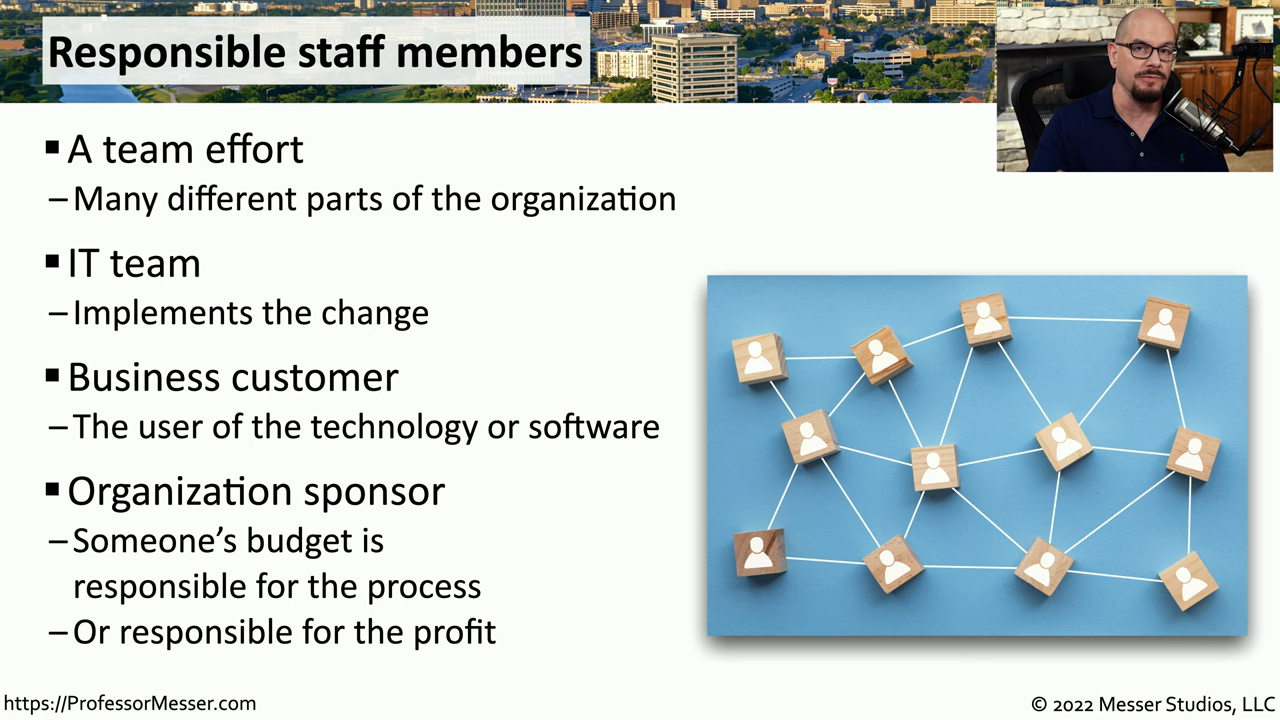 Responsible staff members
▪ A team effort
– Many different parts of the organization
▪ IT team
– Implements the change
▪ Business customer
– The user of the technology or software
▪ Organization sponsor
– Someone’s budget is
responsible for the process
– Or responsible for the profit
https://ProfessorMesser.com
© 2022 Messer Studios, LLC